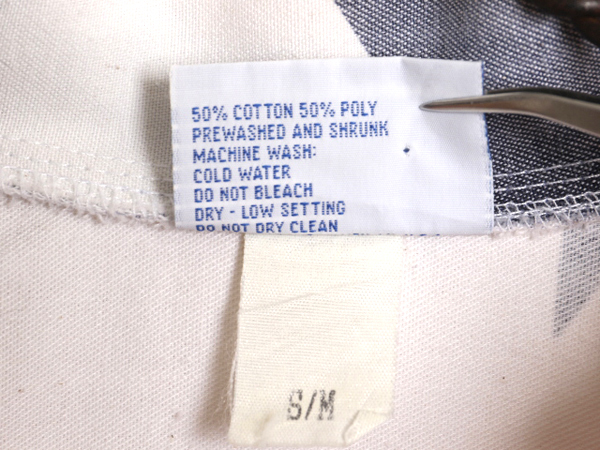 50% COTTON 50% POLY
PREWASHED AND SHRUNK
MACHINE WASH:
COLD WATER
DO NOT BLEACH
DRY - LOW SETTING
DO NOT DRY CLEAN
S/M